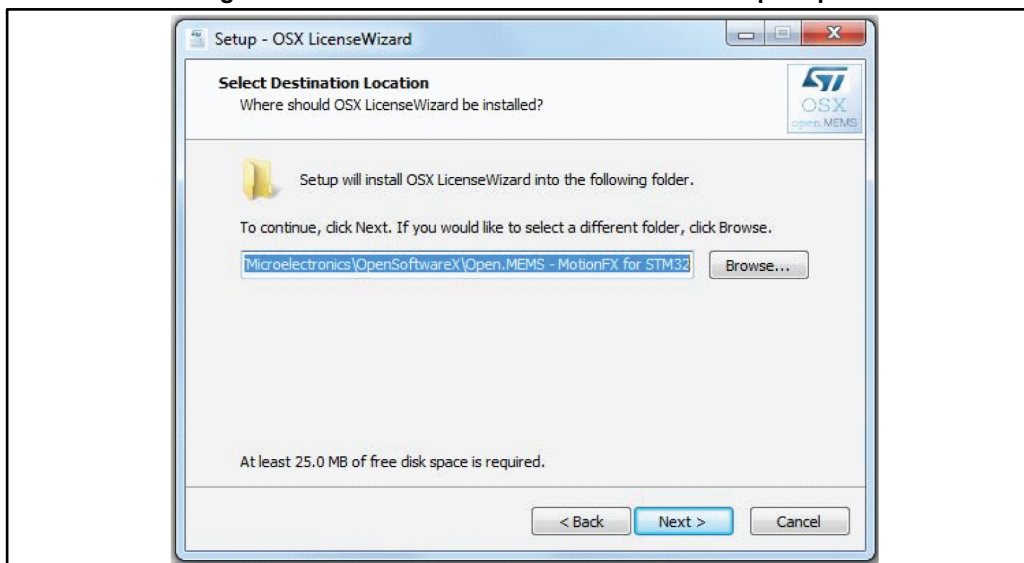 Setup - OSX LicenseWizard
Select Destination Location
Where should OSX LicenseWizard be installed?
OSX
open.MEMS
Setup will install OSX LicenseWizard into the following folder.
To continue, click Next. If you would like to select a different folder, click Browse.
Microelectronics\OpenSoftwareX\Open.MEMS - MotionFX for STM32
Browse...
At least 25.0 MB of free disk space is required.
< Back
Next >
Cancel